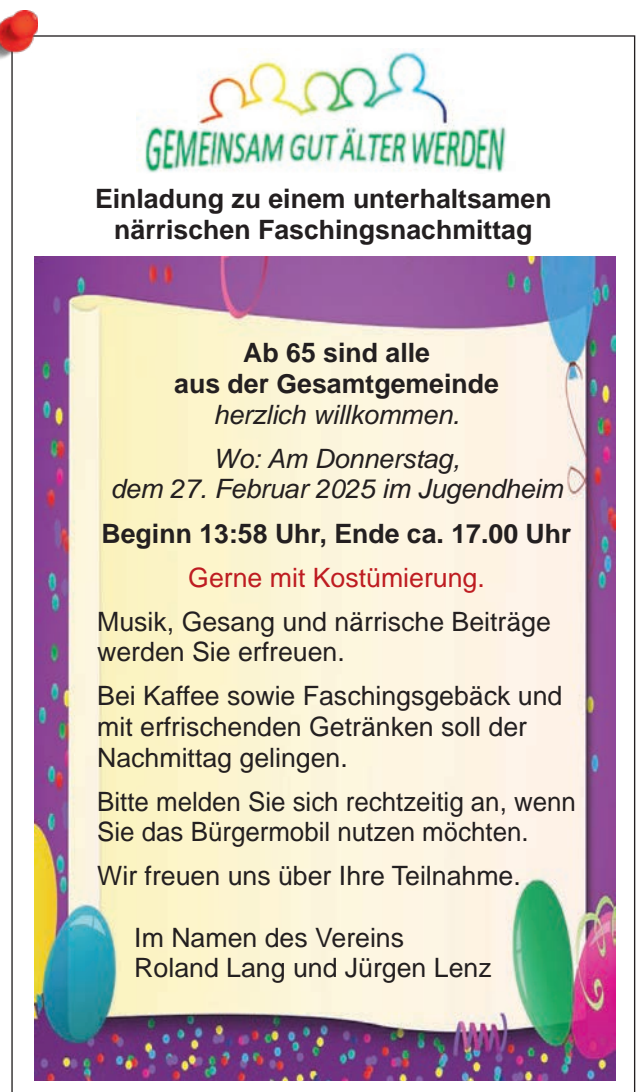 GEMEINSAM GUT ÄLTER WERDEN
Einladung zu einem unterhaltsamen
närrischen Faschingsnachmittag
Ab 65 sind alle
aus der Gesamtgemeinde
herzlich willkommen.
Wo: Am Donnerstag,
dem 27. Februar 2025 im Jugendheim
Beginn 13:58 Uhr, Ende ca. 17.00 Uhr
Gerne mit Kostümierung.
Musik, Gesang und närrische Beiträge
werden Sie erfreuen.
Bei Kaffee sowie Faschingsgebäck und
mit erfrischenden Getränken soll der
Nachmittag gelingen.
Bitte melden Sie sich rechtzeitig an, wenn
Sie das Bürgermobil nutzen möchten.
Wir freuen uns über Ihre Teilnahme.
Im Namen des Vereins
Roland Lang und Jürgen Lenz